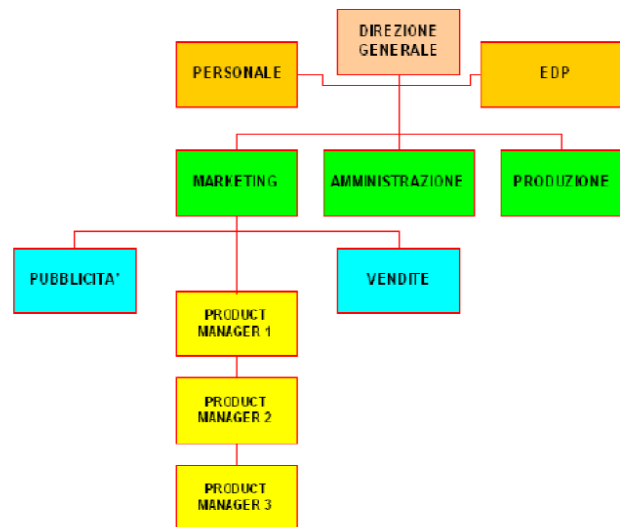 DIREZIONE
GENERALE
PERSONALE
EDP
MARKETING
AMMINISTRAZIONE
PRODUZIONE
PUBBLICITA'
VENDITE
PRODUCT
MANAGER 1
PRODUCT
MANAGER 2
PRODUCT
MANAGER 3